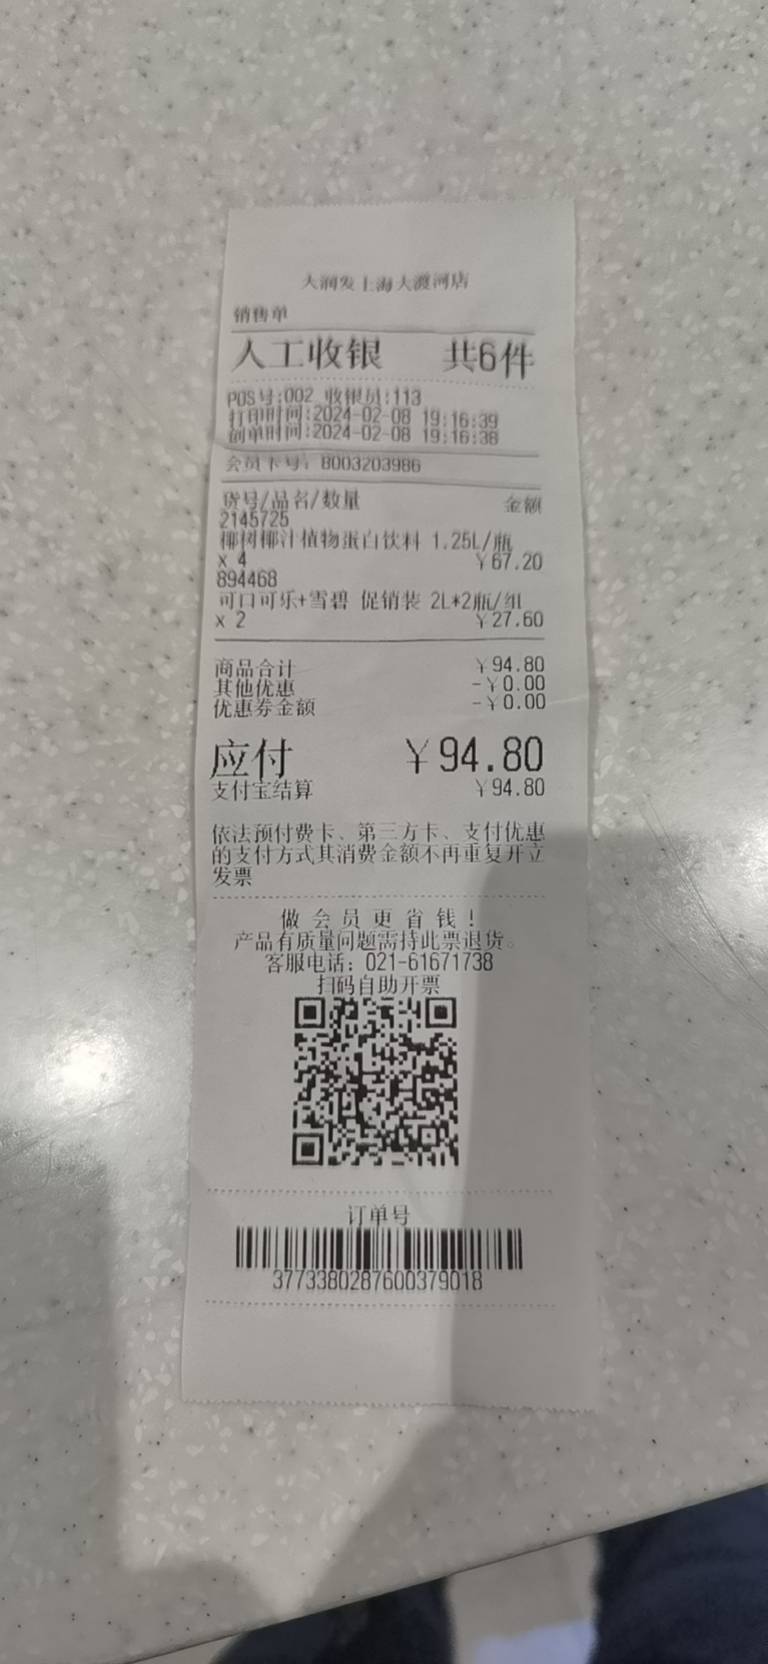 大润发上海大渡河店
销售单
人工收银 共6件
POS号:002 收银员:113
打印时间:2024-02-08 19:16:39
创单时间:2024-02-08 19:16:38
会员卡号: 8003203986
货号/品名/数量 金额
2145725
椰树椰汁植物蛋白饮料 1.25L/瓶
x 4 ¥67.20
894468
可口可乐+雪碧 促销装 2L*2瓶/组
x 2 ¥27.60
商品合计 ¥94.80
其他优惠 -¥0.00
优惠券金额 -¥0.00
应付 ¥94.80
支付宝结算 ¥94.80
依法预付费卡、第三方卡、支付优惠
的支付方式其消费金额不再重复开立
发票
做会员更省钱!
产品有质量问题需持此票退货。
客服电话: 021-61671738
扫码自助开票
订单号
3773380287600379018